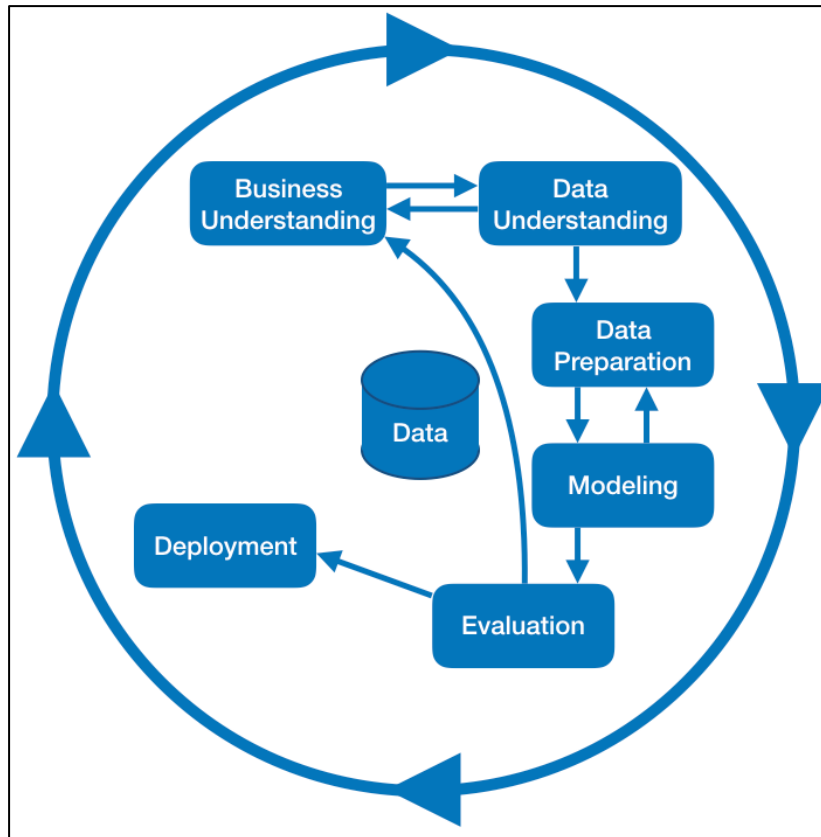 Business
Understanding
Data
Understanding
Data
Preparation
Data
Modeling
Deployment
Evaluation